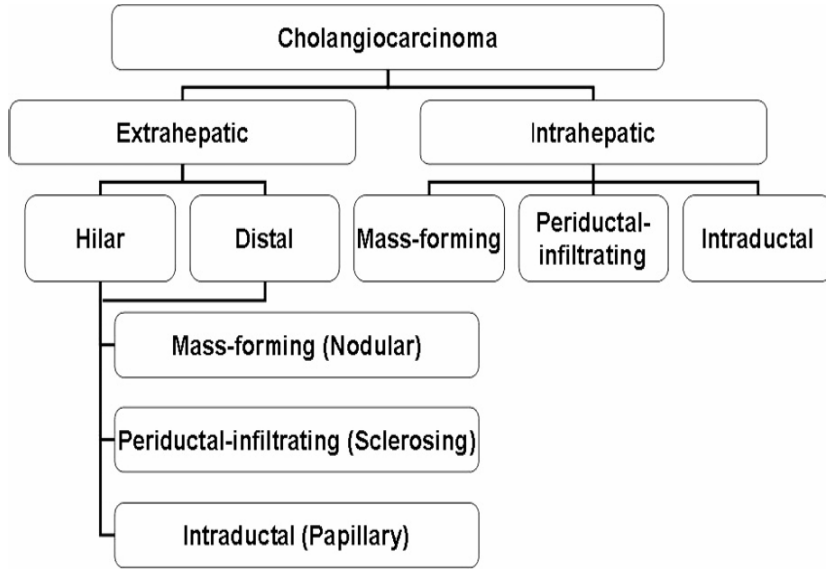 Cholangiocarcinoma
Extrahepatic
Intrahepatic
Hilar
Distal
Mass-forming
Periductal-
infiltrating
Intraductal
Mass-forming (Nodular)
Periductal-infiltrating (Sclerosing)
Intraductal (Papillary)